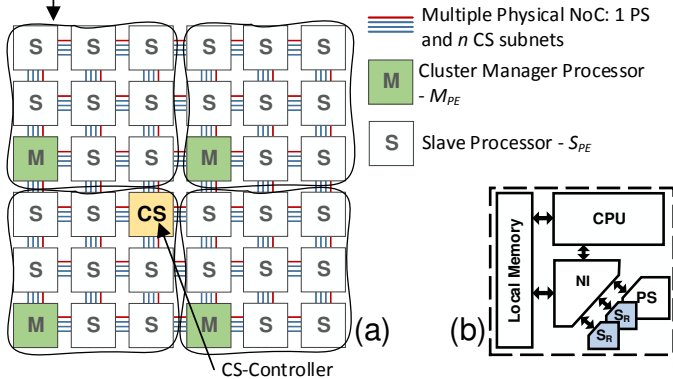 S S S S S S
S S S S S S
M S S M S S
S S CS S S S
S S S S S S
M S S M S S
(a)
CS-Controller
Multiple Physical NoC: 1 PS
and n CS subnets
M
Cluster Manager Processor
- MPE
S
Slave Processor - SPE
Local Memory
CPU
NI
PS
SR
SR
(b)